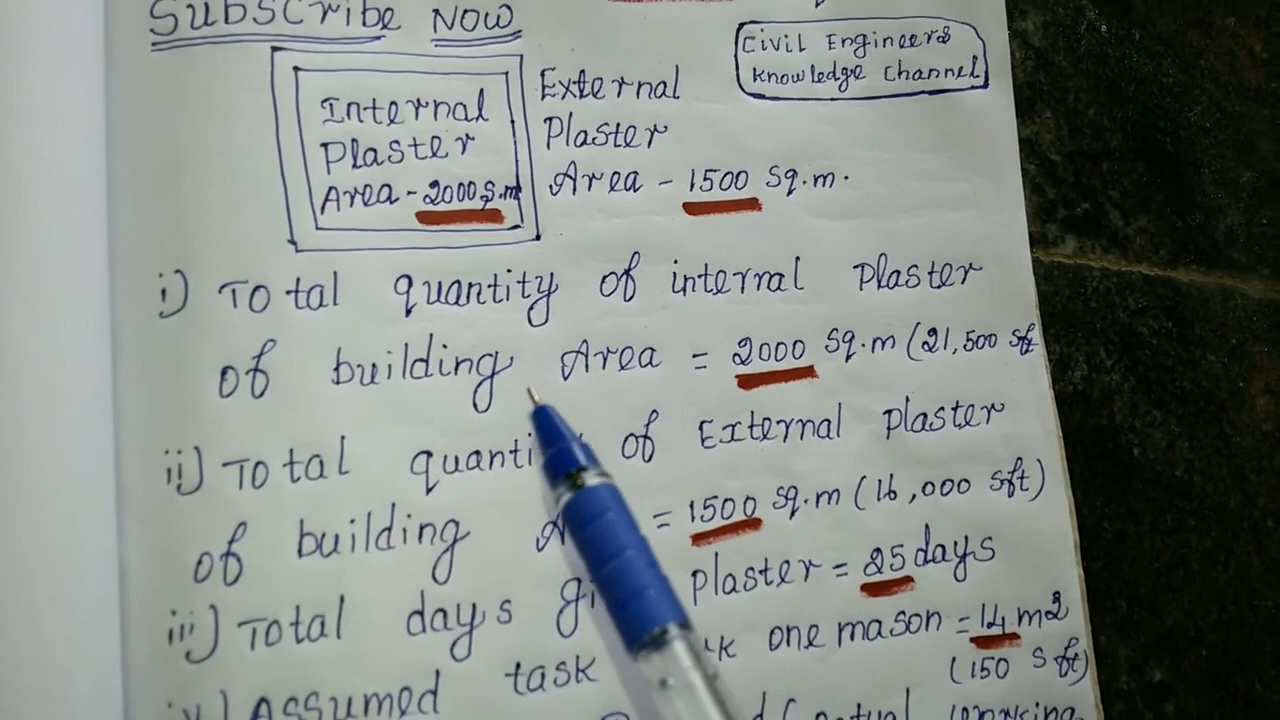 Subscribe Now
Civil Engineers
Knowledge Channel
Internal
Plaster
Area - 2000 S.m
External
Plaster
Area - 1500 Sq.m.
i) Total quantity of internal Plaster
of building Area = 2000 Sq.m (21,500 Sft
ii) Total of External Plaster
of building = 1500 Sq.m (16,000 Sft)
iii) Total days Plaster = 25 days
iv) Assumed task one mason = 14 m2
(150 Sft)